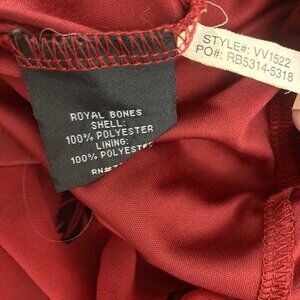 ROYAL BONES
SHELL:
100% POLYESTER
LINING:
100% POLYESTER
STYLE#: VV1522
PO#: RB5314-5318